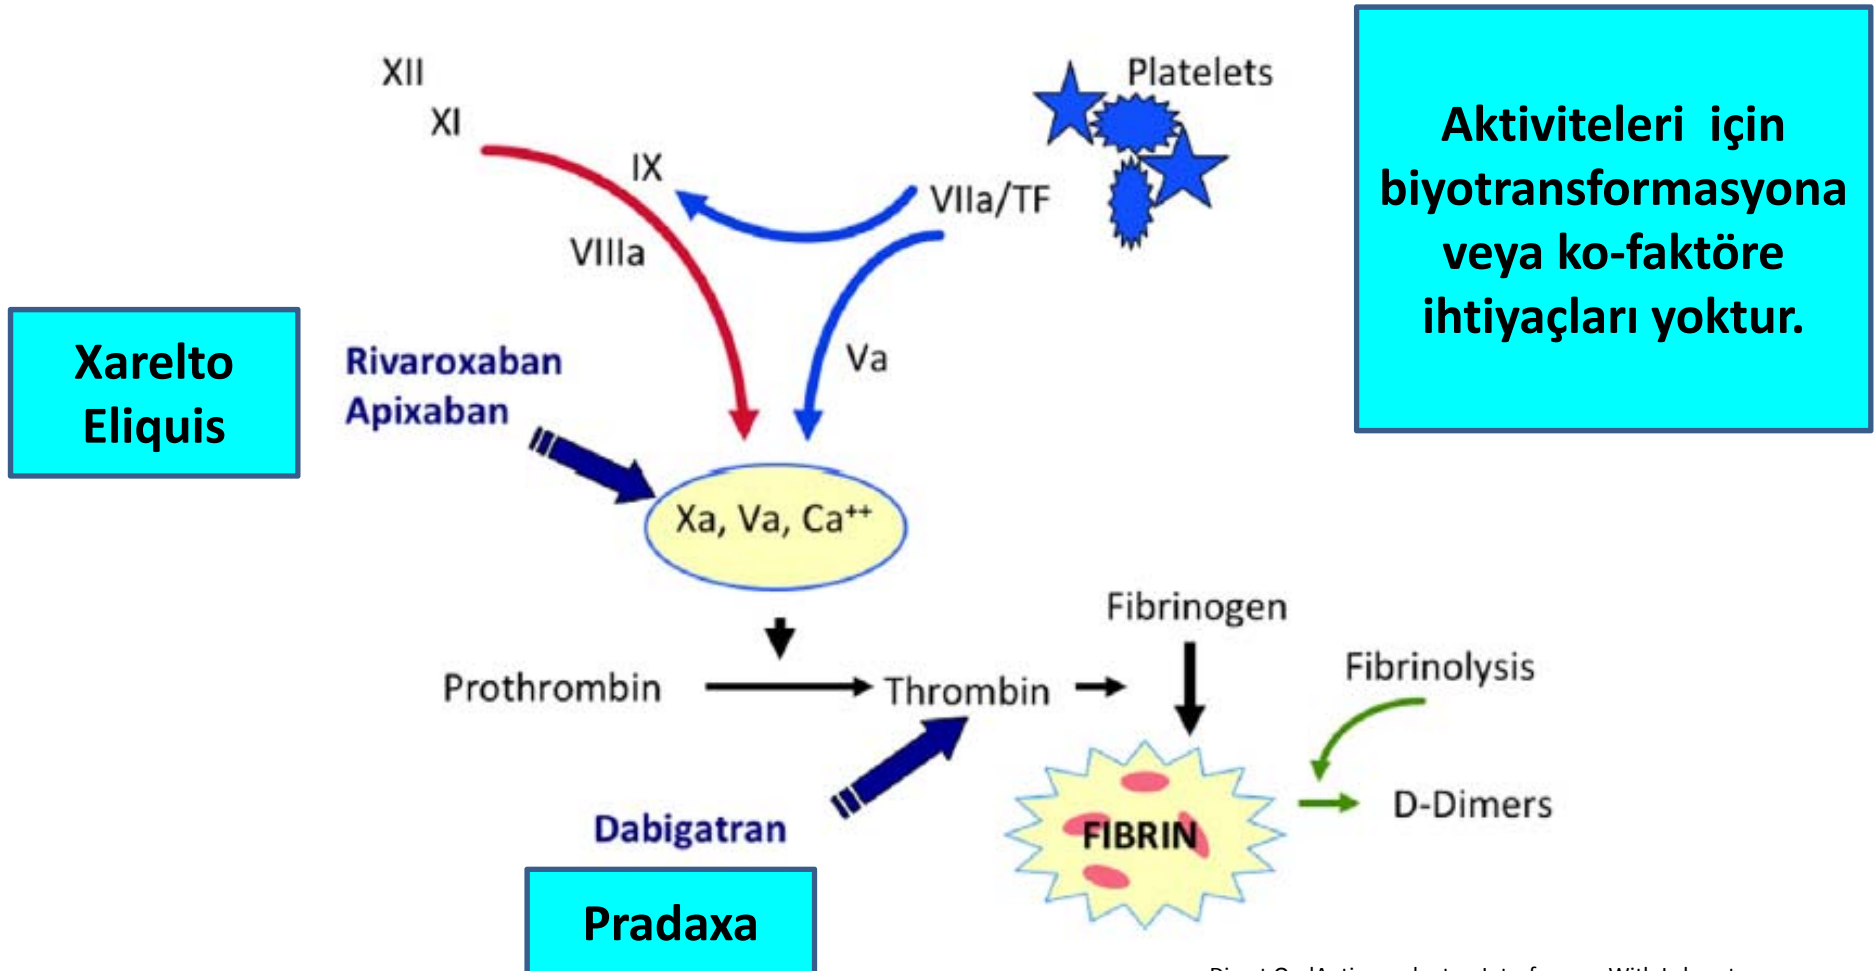 XII
XI
IX
VIIIa
VIIa/TF
Platelets
Aktiviteleri için
biyotransformasyona
veya ko-faktöre
ihtiyaçları yoktur.
Xarelto
Eliquis
Rivaroxaban
Apixaban
Va
Xa, Va, Ca⁺⁺
Fibrinogen
Fibrinolysis
Prothrombin
Thrombin
FIBRIN
D-Dimers
Dabigatran
Pradaxa